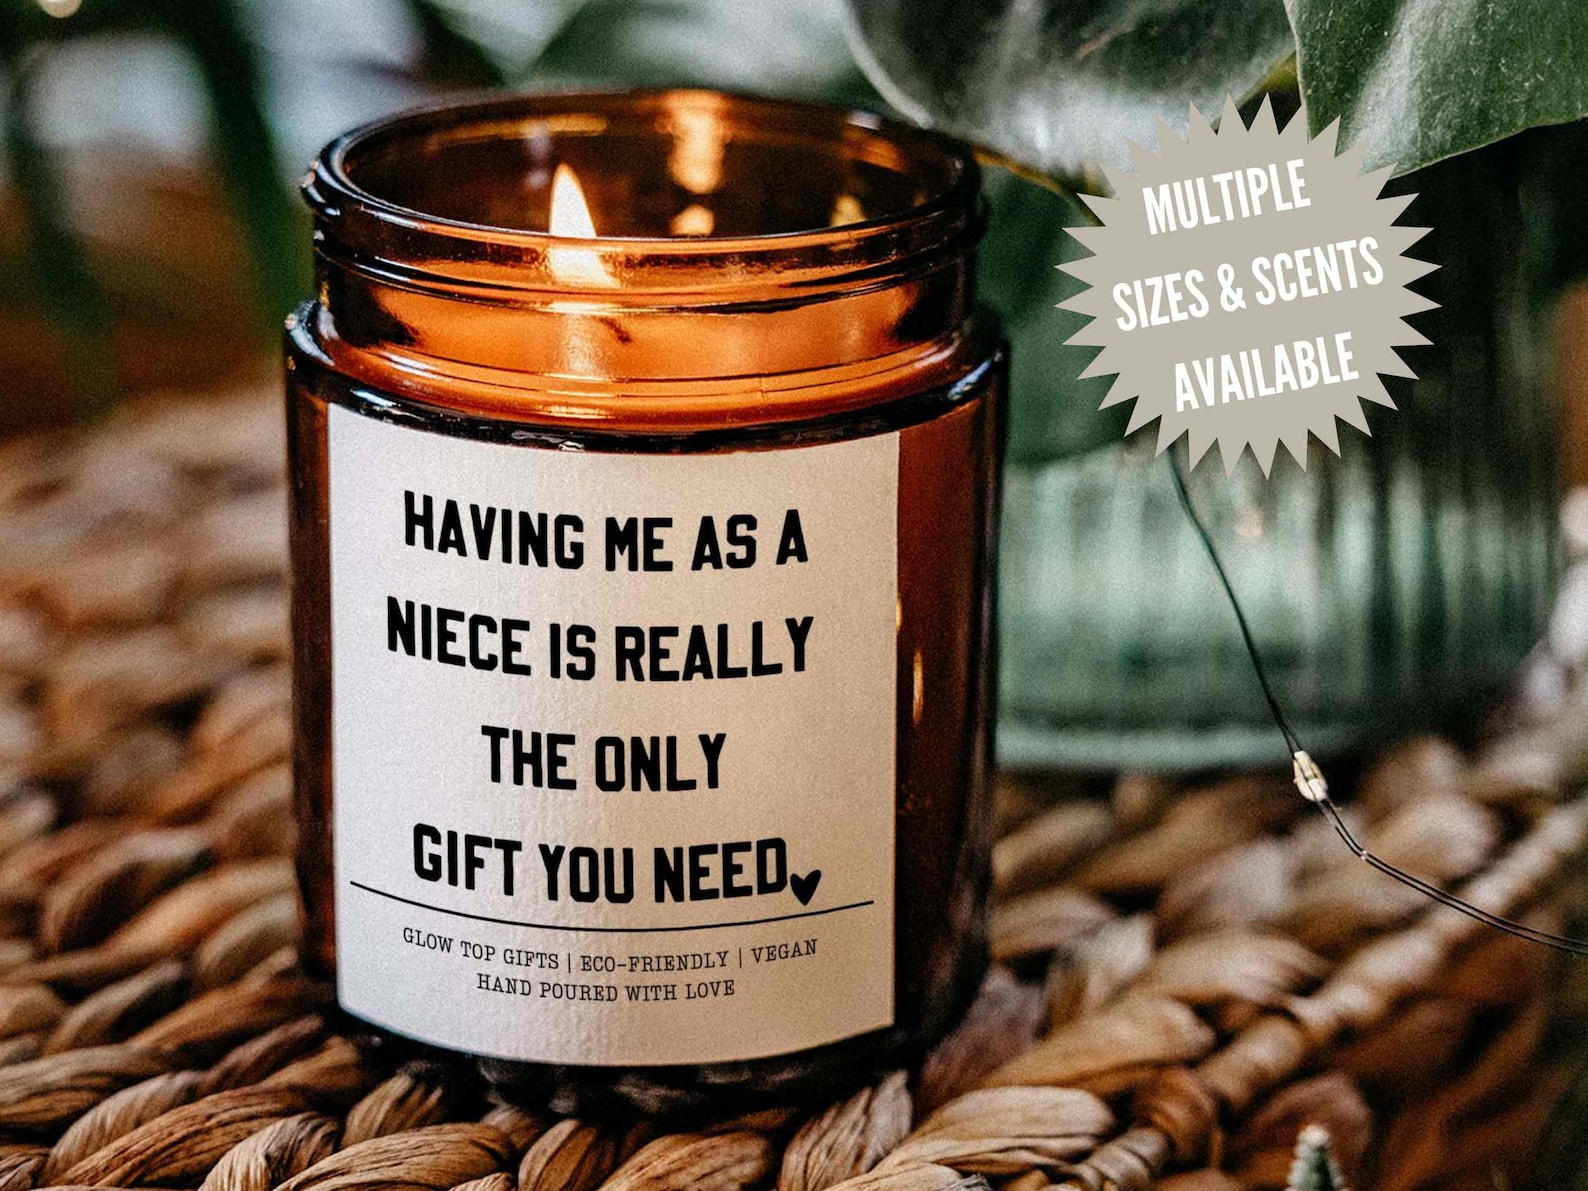 HAVING ME AS A
NIECE IS REALLY
THE ONLY
GIFT YOU NEED.
GLOW TOP GIFTS | ECO-FRIENDLY | VEGAN
HAND POURED WITH LOVE
MULTIPLE
SIZES & SCENTS
AVAILABLE